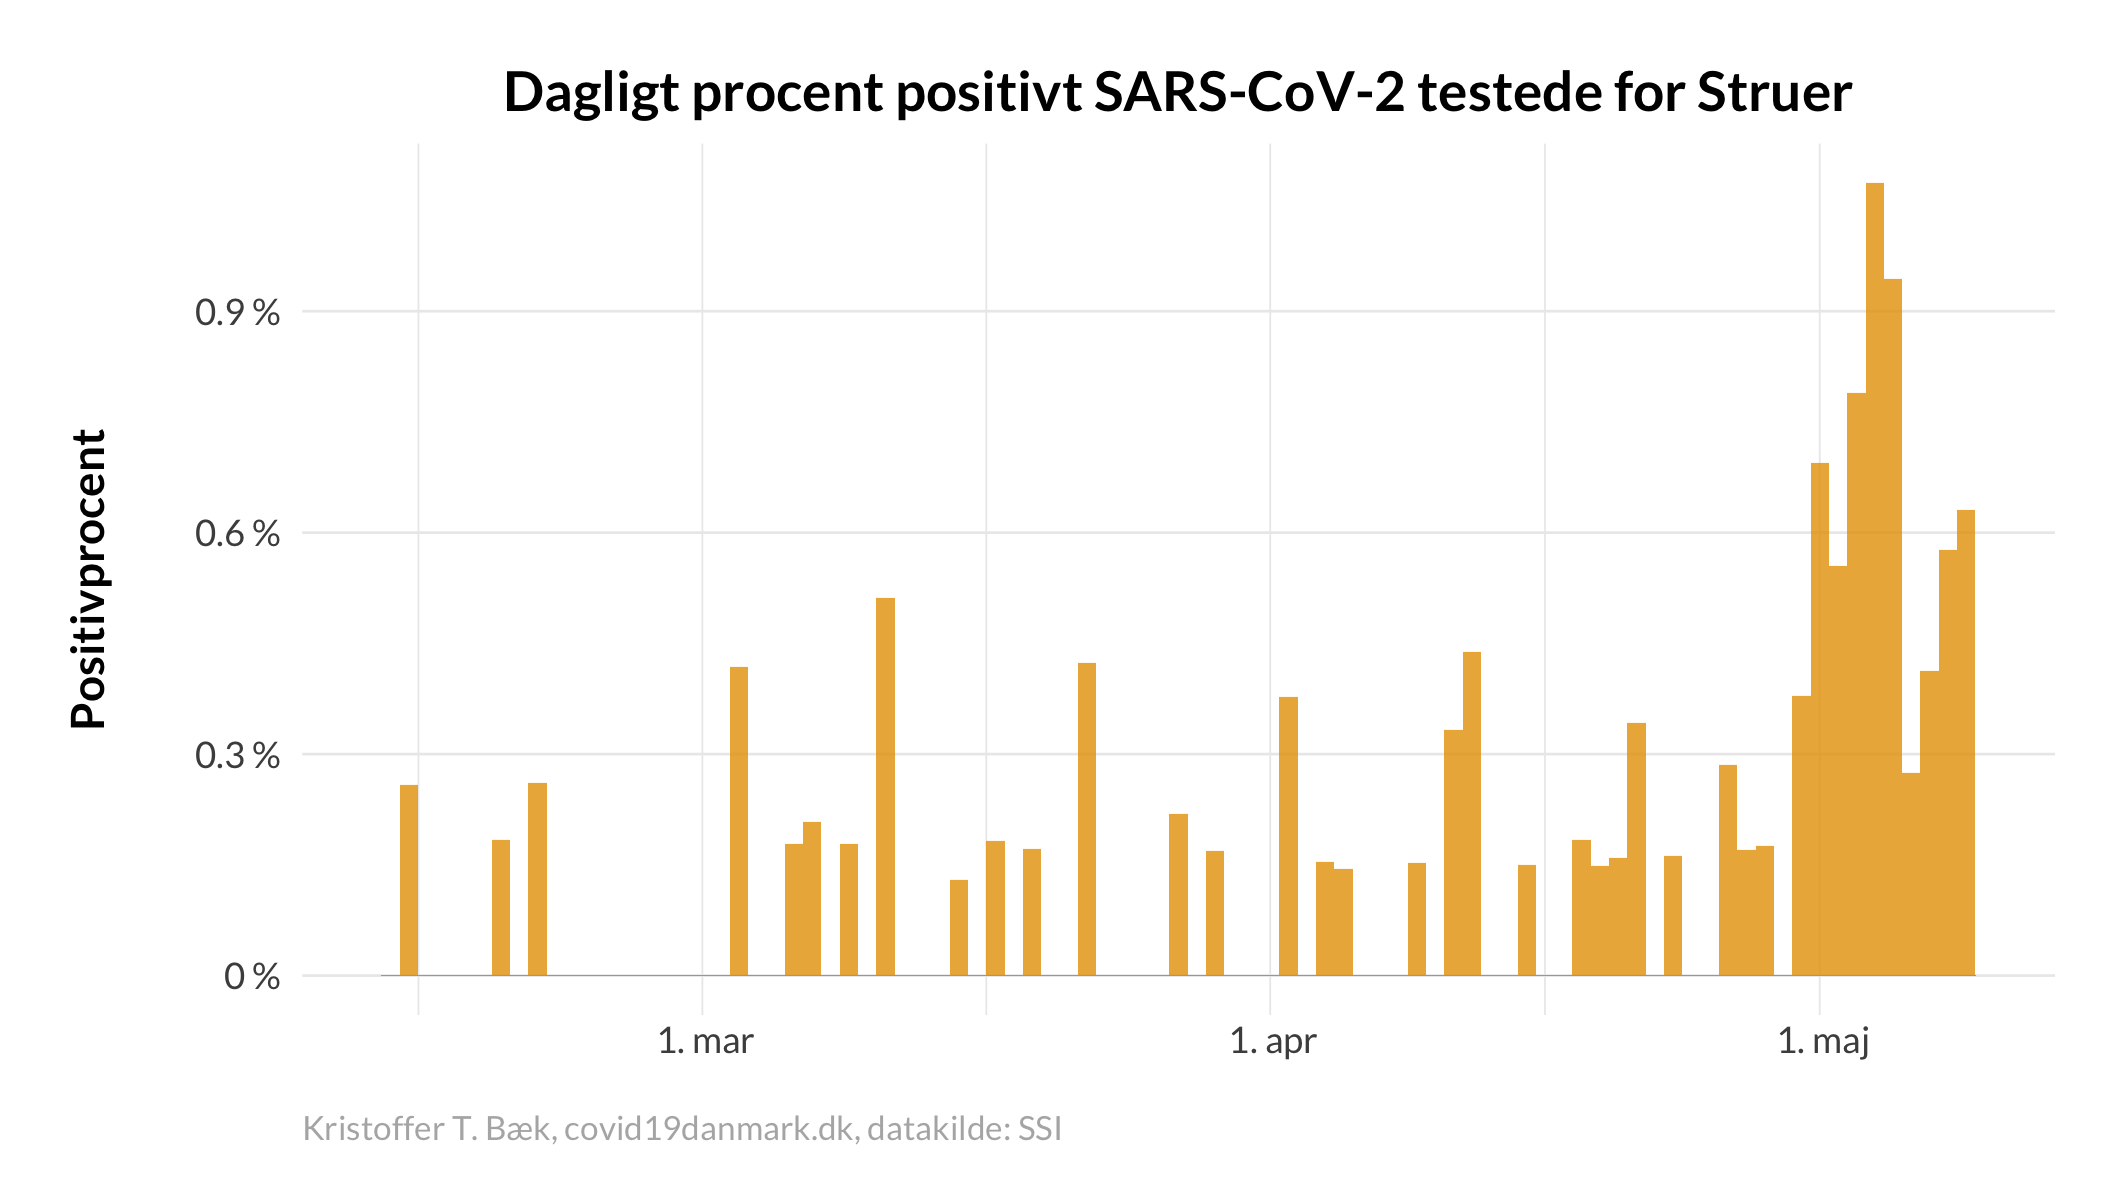 Dagligt procent positivt SARS-CoV-2 testede for Struer
Positivprocent
0.9 %
0.6 %
0.3 %
0 %
1. mar
1. apr
1. maj
Kristoffer T. Bæk, covid19danmark.dk, datakilde: SSI